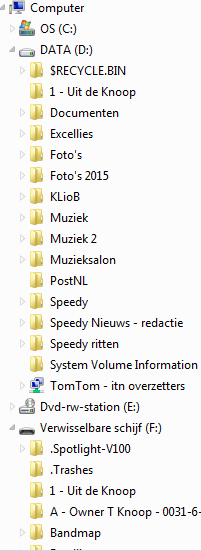 Computer
OS (C:)
DATA (D:)
$RECYCLE.BIN
1 - Uit de Knoop
Documenten
Excellies
Foto's
Foto's 2015
KLioB
Muziek
Muziek 2
Muzieksalon
PostNL
Speedy
Speedy Nieuws - redactie
Speedy ritten
System Volume Information
TomTom - itn overzetters
Dvd-rw-station (E:)
Verwisselbare schijf (F:)
.Spotlight-V100
.Trashes
1 - Uit de Knoop
A - Owner T Knoop - 0031-6-
Bandmap